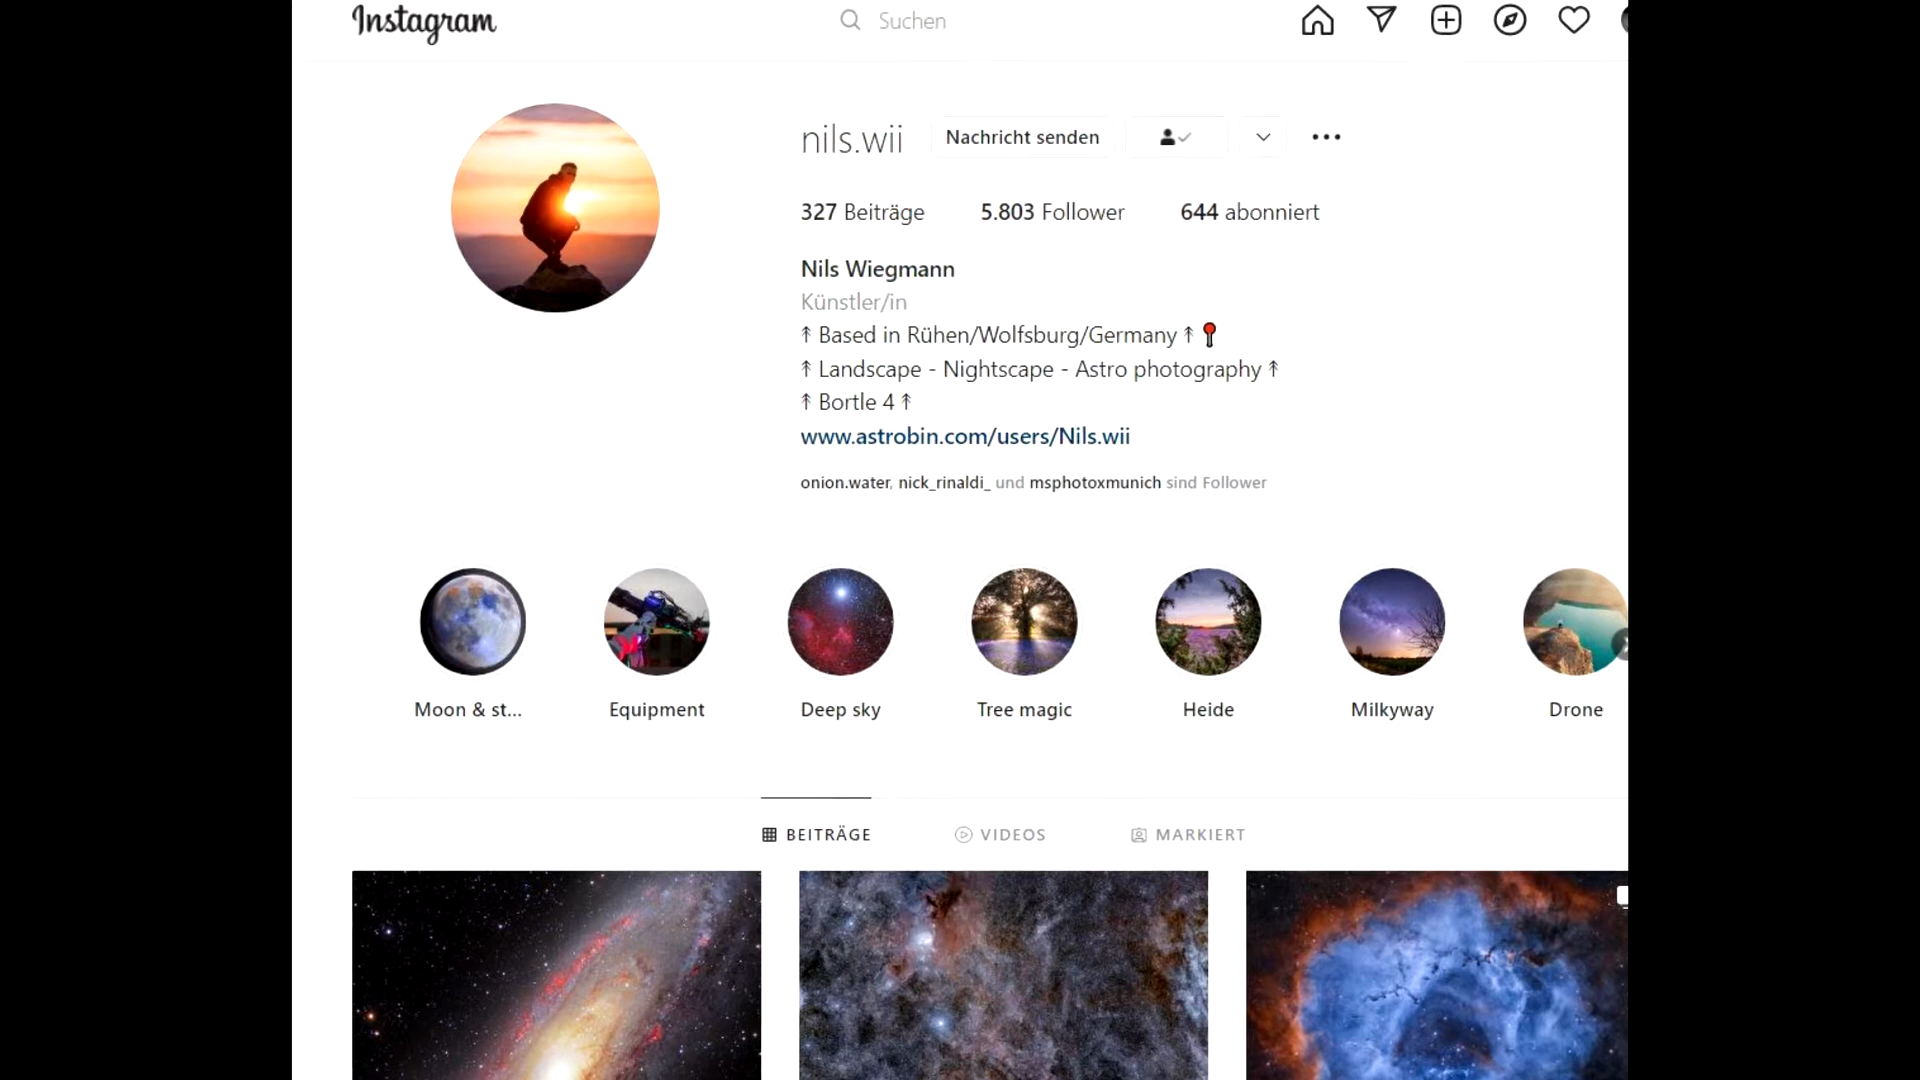 Instagram
Suchen
nils.wii
Nachricht senden
327 Beiträge 5.803 Follower 644 abonniert
Nils Wiegmann
Künstler/in
↟ Based in Rühen/Wolfsburg/Germany ↟📍
↟ Landscape - Nightscape - Astro photography ↟
↟ Bortle 4 ↟
www.astrobin.com/users/Nils.wii
onion.water, nick_rinaldi_ und msphotoxmunich sind Follower
Moon & st... Equipment Deep sky Tree magic Heide Milkyway Drone
BEITRÄGE VIDEOS MARKIERT